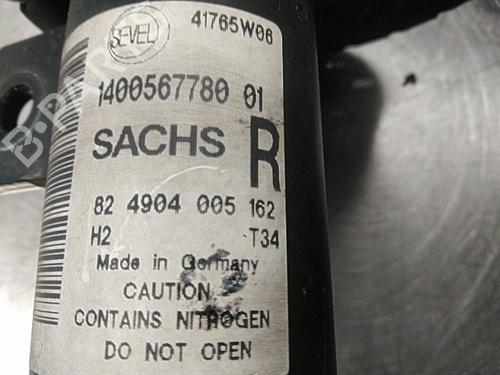 SEVEL
41765W06
1400567780 01
SACHS
R
82 4904 005 162
H2 T34
Made in Germany
CAUTION
CONTAINS NITROGEN
DO NOT OPEN